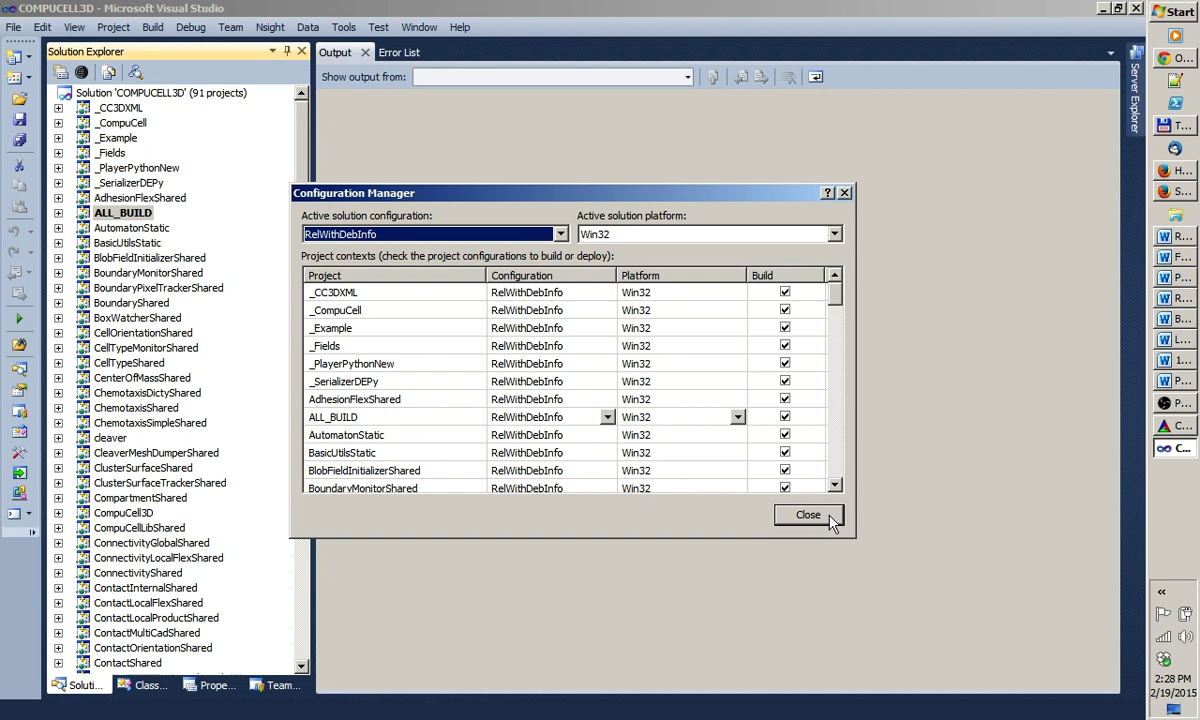 COMPUCELL3D - Microsoft Visual Studio
File Edit View Project Build Debug Team Nsight Data Tools Test Window Help
Start
Solution Explorer
Output
Error List
Show output from:
Server Explorer
Solution 'COMPUCELL3D' (91 projects)
_CC3DXML
_CompuCell
_Example
_Fields
_PlayerPythonNew
_SerializerDEPy
AdhesionFlexShared
ALL_BUILD
AutomatonStatic
BasicUtilsStatic
BlobFieldInitializerShared
BoundaryMonitorShared
BoundaryPixelTrackerShared
BoundaryShared
BoxWatcherShared
CellOrientationShared
CellTypeMonitorShared
CellTypeShared
CenterOfMassShared
ChemotaxisDictyShared
ChemotaxisShared
ChemotaxisSimpleShared
cleaver
CleaverMeshDumperShared
ClusterSurfaceShared
ClusterSurfaceTrackerShared
CompartmentShared
CompuCell3D
CompuCellLibShared
ConnectivityGlobalShared
ConnectivityLocalFlexShared
ConnectivityShared
ContactInternalShared
ContactLocalFlexShared
ContactLocalProductShared
ContactMultiCadShared
ContactOrientationShared
ContactShared
Soluti... Class... Prope... Team...
Configuration Manager
Active solution configuration: Active solution platform:
RelWithDebInfo Win32
Project contexts (check the project configurations to build or deploy):
Project Configuration Platform Build
_CC3DXML RelWithDebInfo Win32
_CompuCell RelWithDebInfo Win32
_Example RelWithDebInfo Win32
_Fields RelWithDebInfo Win32
_PlayerPythonNew RelWithDebInfo Win32
_SerializerDEPy RelWithDebInfo Win32
AdhesionFlexShared RelWithDebInfo Win32
ALL_BUILD RelWithDebInfo Win32
AutomatonStatic RelWithDebInfo Win32
BasicUtilsStatic RelWithDebInfo Win32
BlobFieldInitializerShared RelWithDebInfo Win32
BoundaryMonitorShared RelWithDebInfo Win32
Close
O...
T...
H...
S...
R...
F...
P...
R...
B...
L...
1...
P...
P...
C...
C...
2:28 PM
2/19/2015